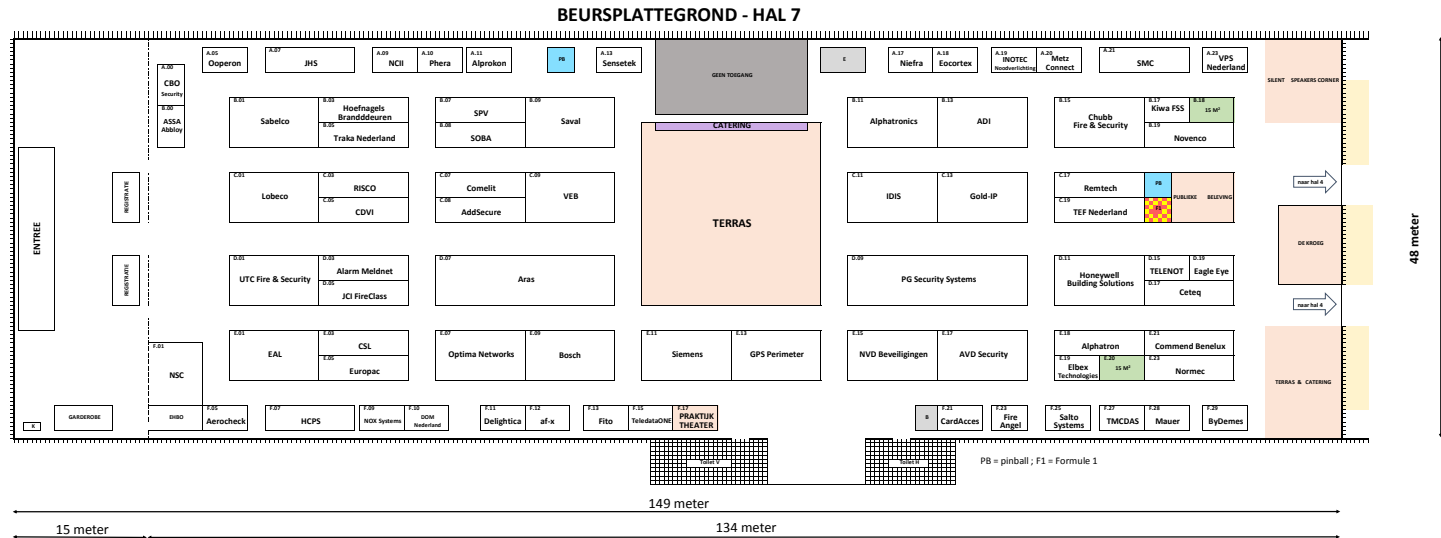 BEURSPLATTEGROND - HAL 7
A.00
CBO
Security
B.00
ASSA
Abbloy
A.05
Ooperon
A.07
JHS
A.09
NCII
A.10
Phera
A.11
Alprokon
PB
A.13
Sensetek
GEEN TOEGANG
E
A.17
Niefra
A.18
Eocortex
A.19
INOTEC
Noodverlichting
A.20
Metz
Connect
A.21
SMC
A.23
VPS
Nederland
SILENT SPEAKERS CORNER
B.01
Sabelco
B.03
Hoefnagels
Brandddeuren
B.05
Traka Nederland
B.07
SPV
B.08
SOBA
B.09
Saval
CATERING
B.11
Alphatronics
B.13
ADI
B.15
Chubb
Fire & Security
B.17
Kiwa FSS
B.18
15 M²
B.19
Novenco
ENTREE
REGISTRATIE
C.01
Lobeco
C.03
RISCO
C.05
CDVI
C.07
Comelit
C.08
AddSecure
C.09
VEB
TERRAS
C.11
IDIS
C.13
Gold-IP
C.17
Remtech
C.19
TEF Nederland
PB
F1
PUBLIEKE BELEVING
naar hal 4
DE KROEG
48 meter
REGISTRATIE
D.01
UTC Fire & Security
D.03
Alarm Meldnet
D.05
JCI FireClass
D.07
Aras
D.09
PG Security Systems
D.11
Honeywell
Building Solutions
D.15
TELENOT
D.19
Eagle Eye
D.17
Ceteq
naar hal 4
F.01
NSC
E.01
EAL
E.03
CSL
E.05
Europac
E.07
Optima Networks
E.09
Bosch
E.11
Siemens
E.13
GPS Perimeter
E.15
NVD Beveiligingen
E.17
AVD Security
E.18
Alphatron
E.19
Elbex
Technologies
E.20
15 M²
E.21
Commend Benelux
E.23
Normec
TERRAS & CATERING
K
GARDEROBE
EHBO
F.05
Aerocheck
F.07
HCPS
F.09
NOX Systems
F.10
DOM
Nederland
F.11
Delightica
F.12
af-x
F.13
Fito
F.15
TeledataONE
F.17
PRAKTIJK
THEATER
B
F.21
CardAcces
F.23
Fire
Angel
F.25
Salto
Systems
F.27
TMCDAS
F.28
Mauer
F.29
ByDemes
Toilet V
Toilet H
PB = pinball ; F1 = Formule 1
149 meter
15 meter
134 meter